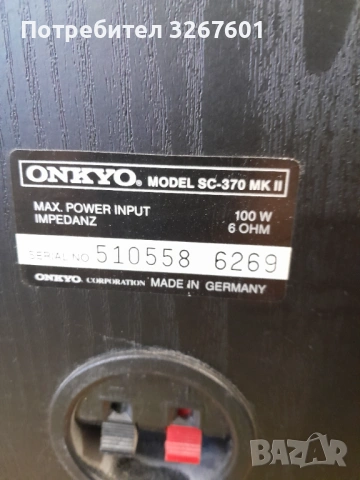 Потребител 3267601
ONKYO® MODEL SC-370 MK II
MAX. POWER INPUT 100 W
IMPEDANZ 6 OHM
SERIAL NO 510558 6269
ONKYO CORPORATION MADE IN GERMANY
BAZAR